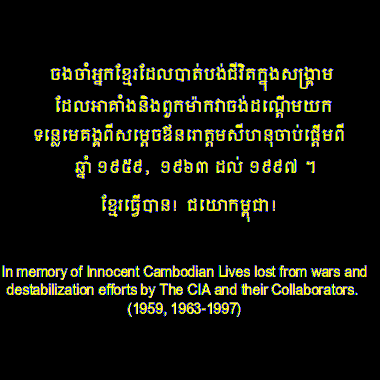 ចងចាំអ្នកខ្មែរដែលបាត់បង់ជីវិតក្នុងសង្គ្រាម
ដែលអាគាំងនិងពួកម៉ាកវាចង់ដណ្ដើមយក
ទន្លេមេគង្គពីសម្ដេចឪនរោត្តមសីហនុចាប់ផ្ដើមពី
ឆ្នាំ ១៩៥៩, ១៩៦៣ ដល់ ១៩៩៧ ។
ខ្មែរធ្វើបាន! ជយោកម្ពុជា!
In memory of Innocent Cambodian Lives lost from wars and
destabilization efforts by The CIA and their Collaborators.
(1959, 1963-1997)